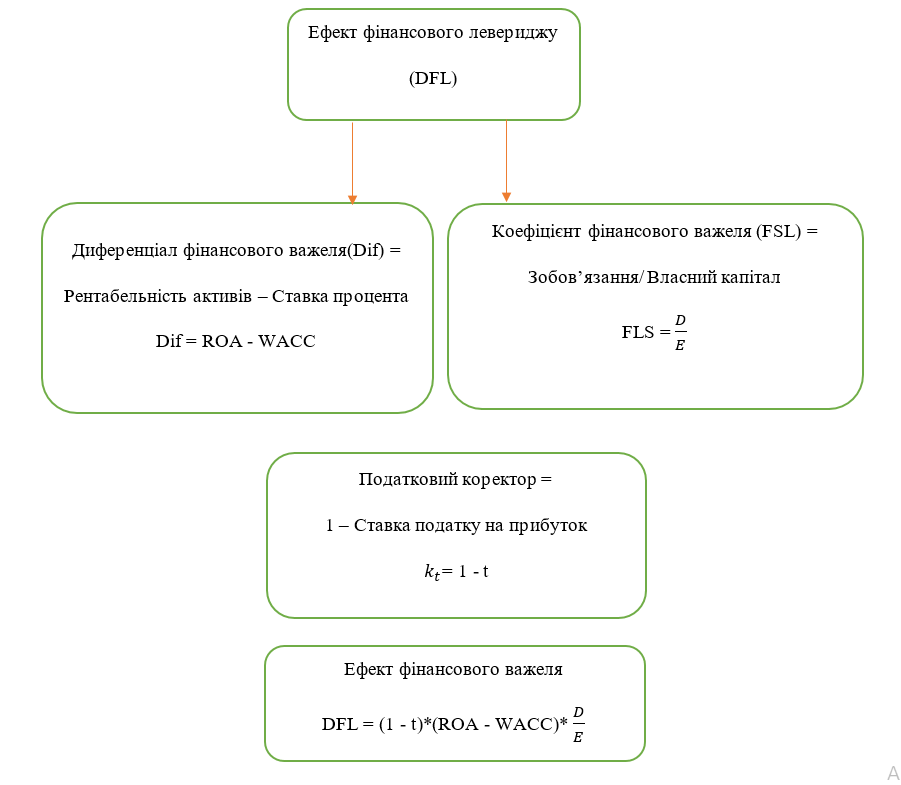 Ефект фінансового левериджу
(DFL)
Диференціал фінансового важеля(Dif) =
Рентабельність активів – Ставка процента
Dif = ROA - WACC
Коефіцієнт фінансового важеля (FSL) =
Зобов’язання/ Власний капітал
FLS = D/E
Податковий коректор =
1 – Ставка податку на прибуток
kₜ= 1 - t
Ефект фінансового важеля
DFL = (1 - t)*(ROA - WACC)* D/E
A